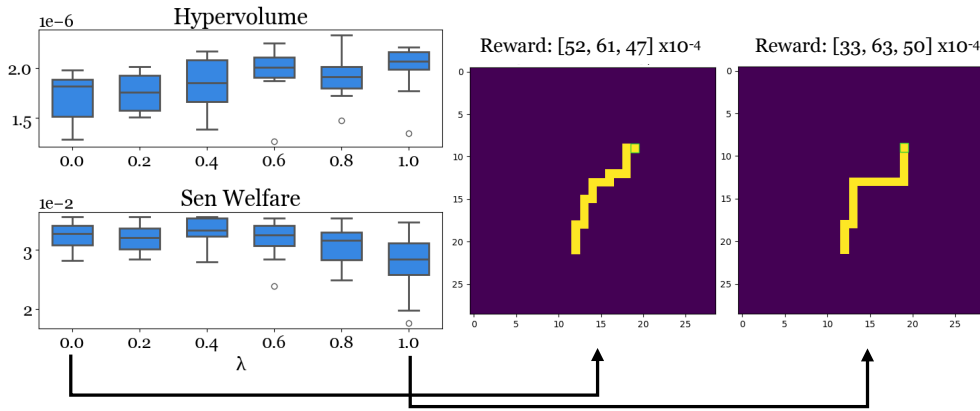 Hypervolume
1e−6
2.0
1.5
0.0 0.2 0.4 0.6 0.8 1.0
Sen Welfare
1e−2
3
2
0.0 0.2 0.4 0.6 0.8 1.0
λ
Reward: [52, 61, 47] x10-4
0
5
10
15
20
25
0 5 10 15 20 25
Reward: [33, 63, 50] x10-4
0
5
10
15
20
25
0 5 10 15 20 25